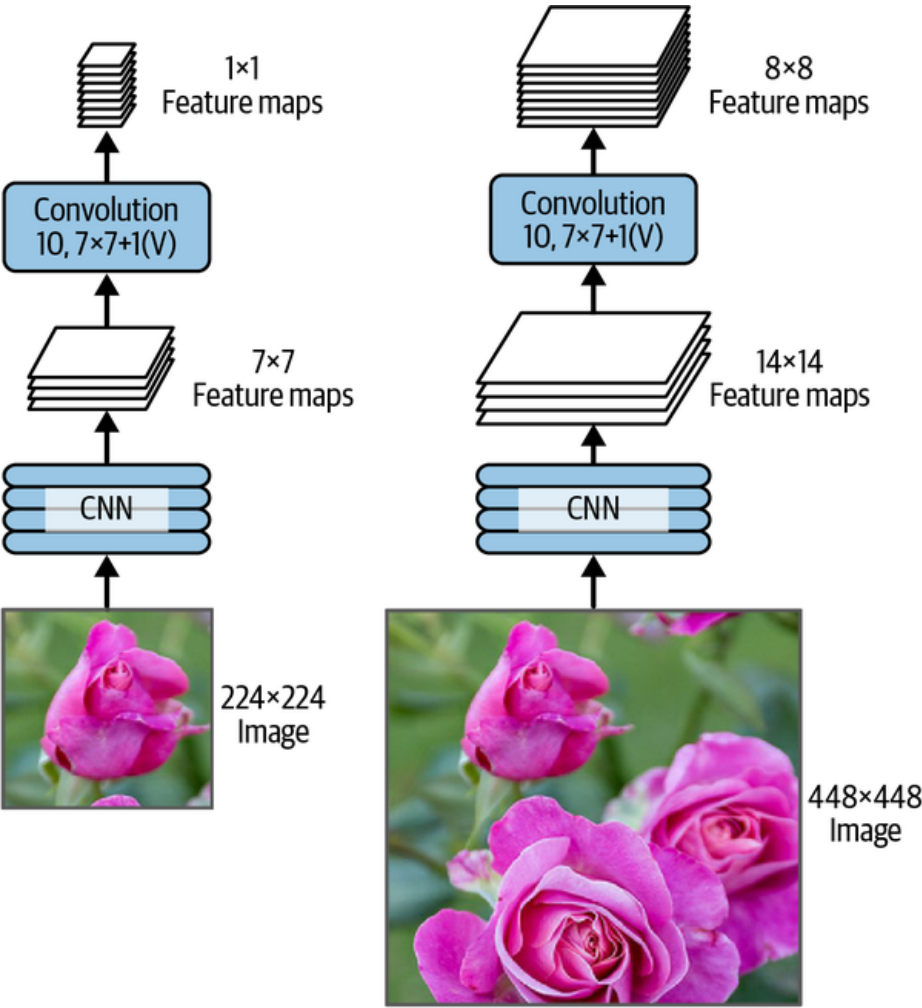 1×1
Feature maps
Convolution
10, 7×7+1(V)
7×7
Feature maps
CNN
224×224
Image
8×8
Feature maps
Convolution
10, 7×7+1(V)
14×14
Feature maps
CNN
448×448
Image